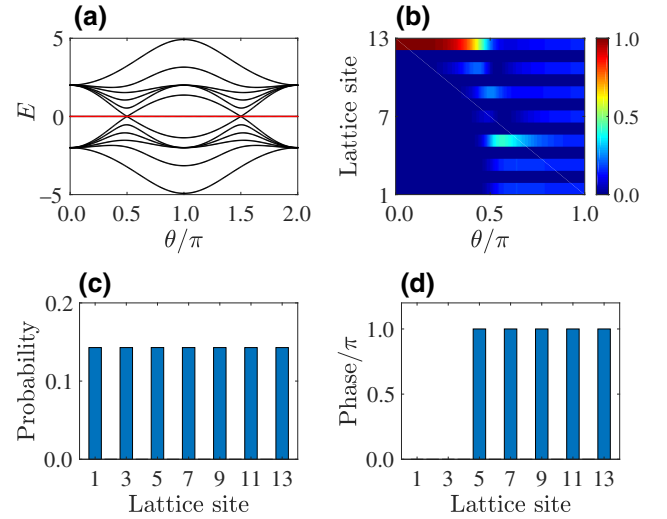 (a)
5
0
−5
E
0.0 0.5 1.0 1.5 2.0
θ/π
(b)
13
7
1
Lattice site
0.0 0.5 1.0
θ/π
1.0
0.5
0.0
(c)
0.2
0.1
0.0
Probability
1 3 5 7 9 11 13
Lattice site
(d)
1.0
0.5
0.0
Phase/π
1 3 5 7 9 11 13
Lattice site